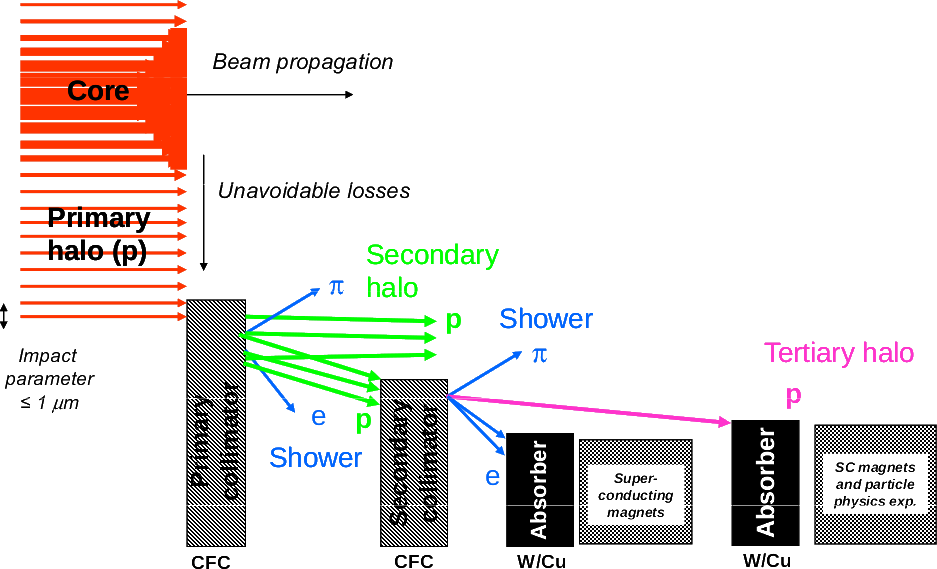 Beam propagation
Core
Unavoidable losses
Primary
halo (p)
Secondary
halo
π
p
Shower
π
Tertiary halo
p
Impact
parameter
≤ 1 μm
e
p
Shower
e
Primary
collimator
Secondary
collimator
Absorber
Super-
conducting
magnets
Absorber
SC magnets
and particle
physics exp.
CFC
CFC
W/Cu
W/Cu